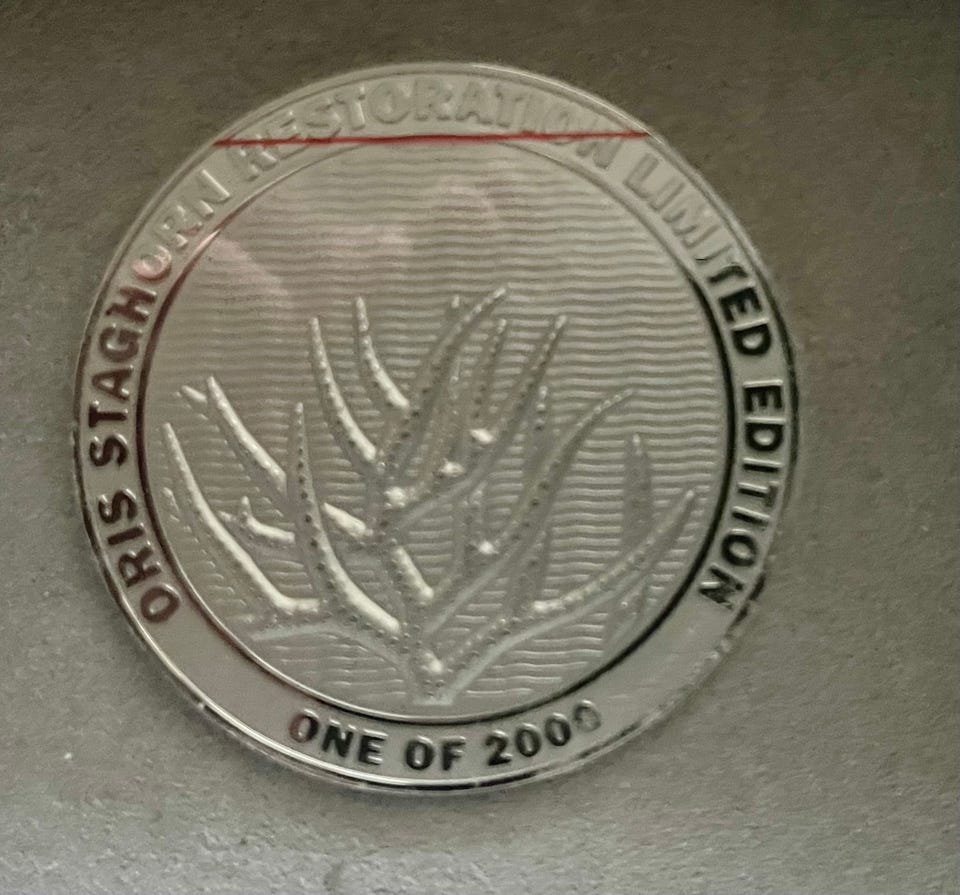 ORIS STAGHORN RESTORATION LIMITED EDITION
ONE OF 2000